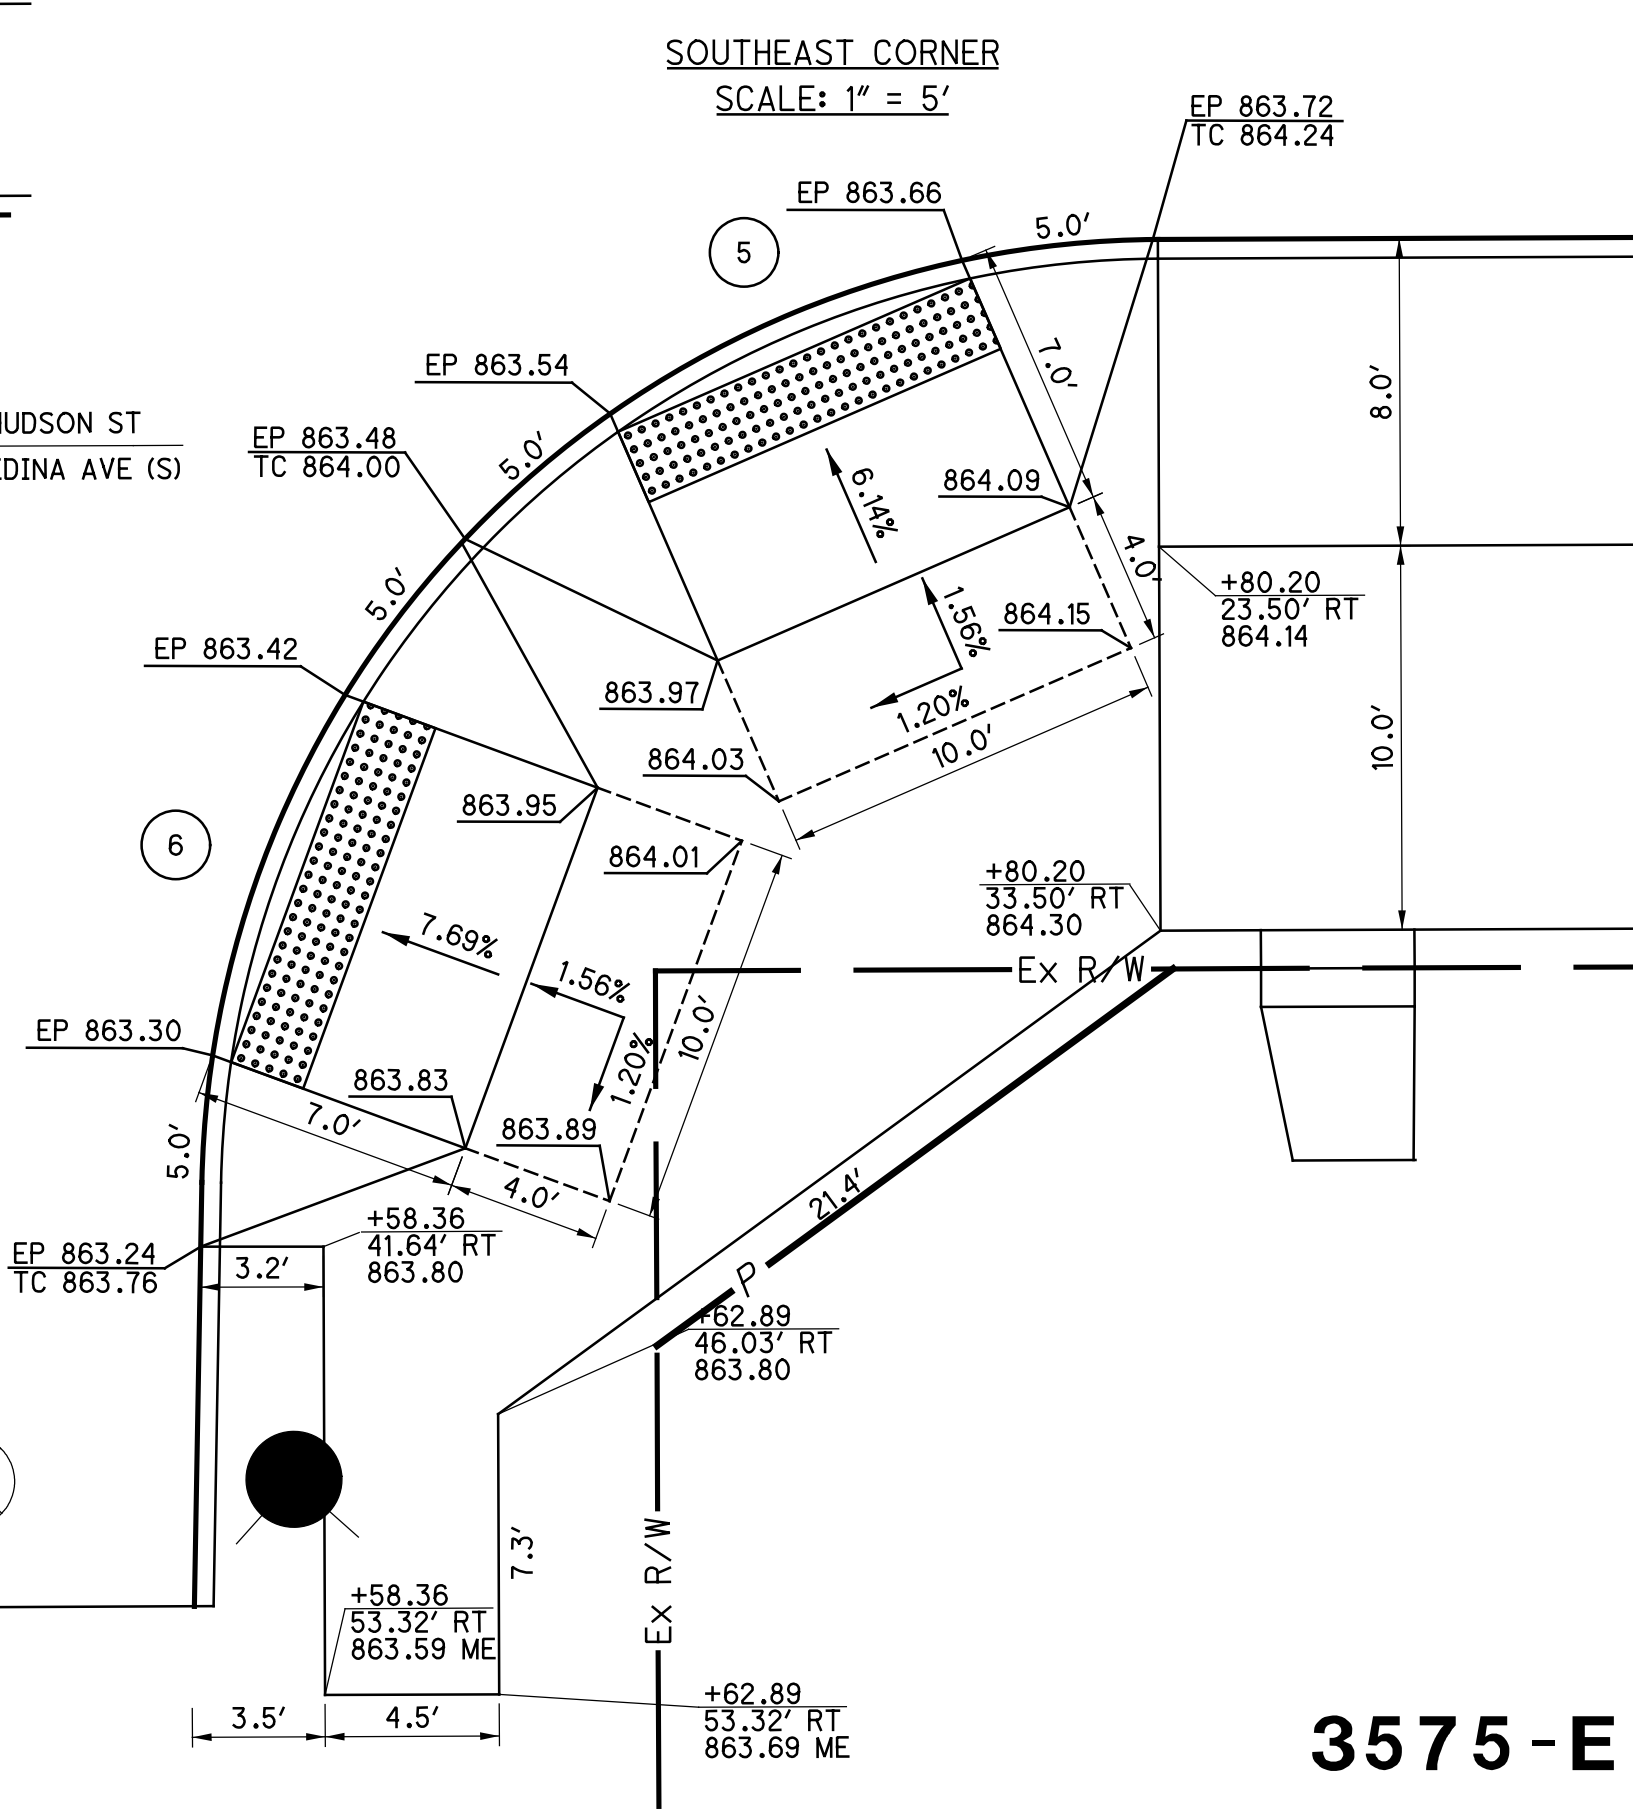 SOUTHEAST CORNER
SCALE: 1" = 5'
EP 863.72
TC 864.24
EP 863.66
5.0'
5
7.0'
EP 863.54
8.0'
HUDSON ST
EDINA AVE (S)
EP 863.48
TC 864.00
5.0'
6.14%
864.09
4.0'
5.0'
1.56%
864.15
+80.20
23.50' RT
864.14
EP 863.42
863.97
1.20%
10.0'
10.0'
864.03
863.95
6
864.01
+80.20
33.50' RT
864.30
7.69%
1.56%
Ex R/W
10.0'
EP 863.30
1.20%
863.83
7.0'
863.89
5.0'
4.0'
21.4'
+58.36
41.64' RT
863.80
EP 863.24
TC 863.76
3.2'
P
+62.89
46.03' RT
863.80
7.3'
Ex R/W
+58.36
53.32' RT
863.59 ME
+62.89
53.32' RT
863.69 ME
3.5'
4.5'
3575-E